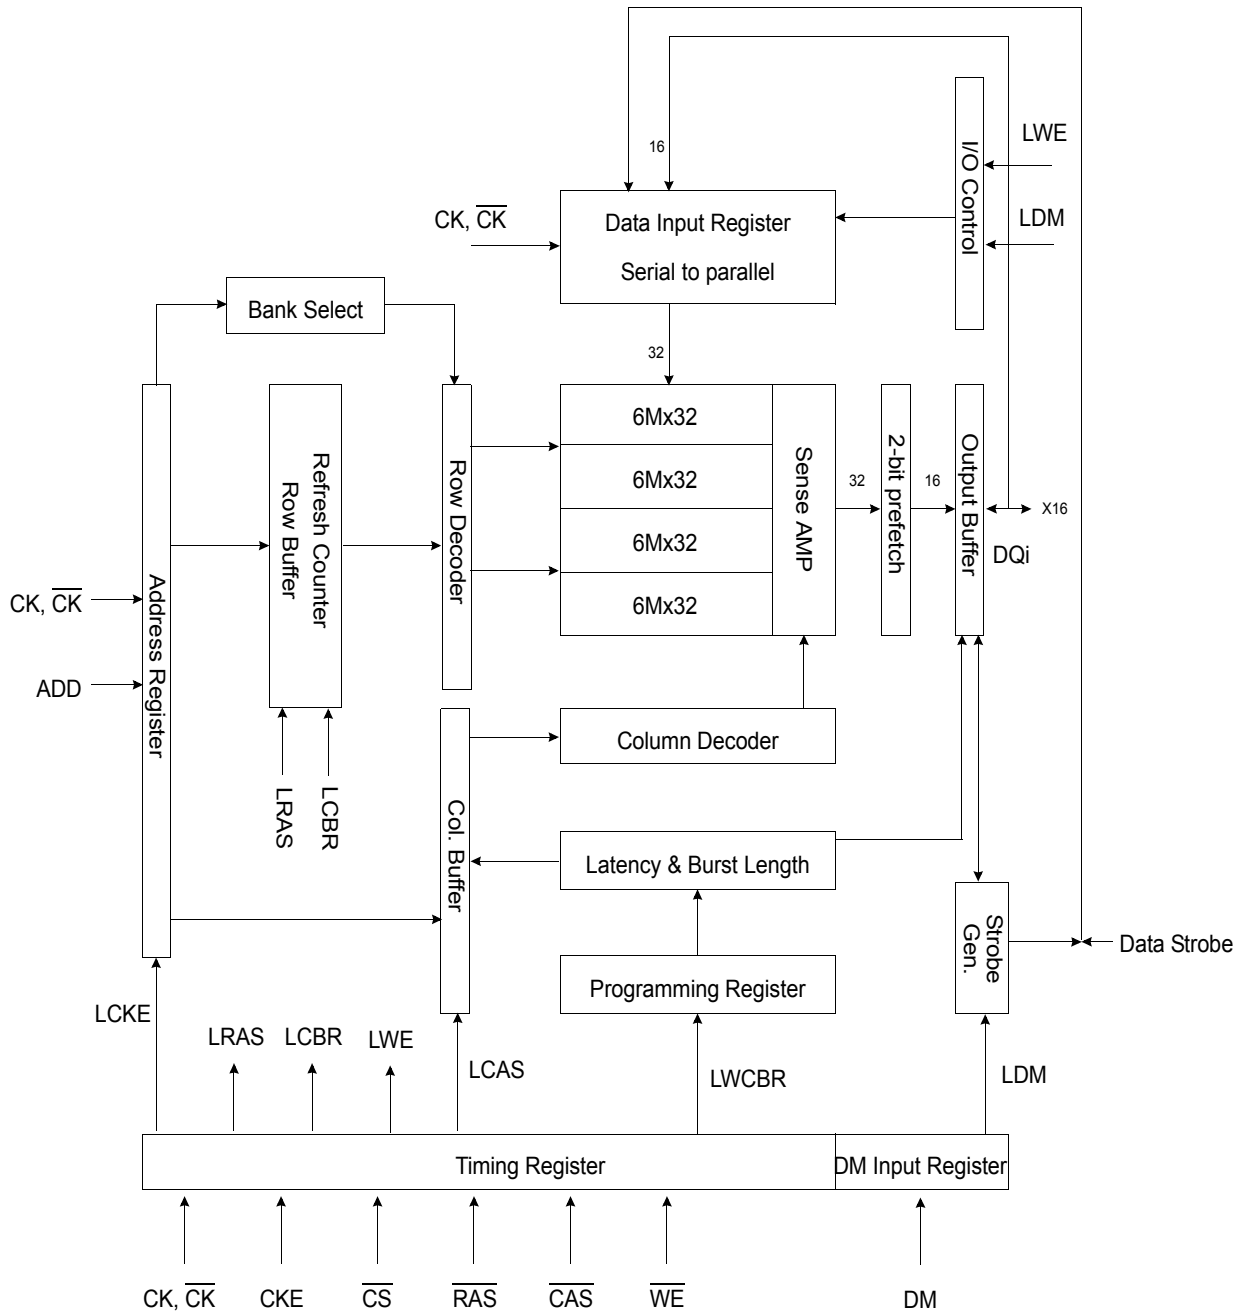 LWE
16
I/O Control
CK, CK
Data Input Register
Serial to parallel
LDM
Bank Select
32
6Mx32
6Mx32
6Mx32
6Mx32
Sense AMP
32
2-bit prefetch
16
Output Buffer
X16
DQi
Refresh Counter
Row Buffer
Row Decoder
Address Register
CK, CK
ADD
Column Decoder
LRAS
LCBR
Col. Buffer
Latency & Burst Length
Strobe
Gen.
Data Strobe
Programming Register
LCKE
LRAS
LCBR
LWE
LCAS
LWCBR
LDM
Timing Register
DM Input Register
CK, CK
CKE
CS
RAS
CAS
WE
DM